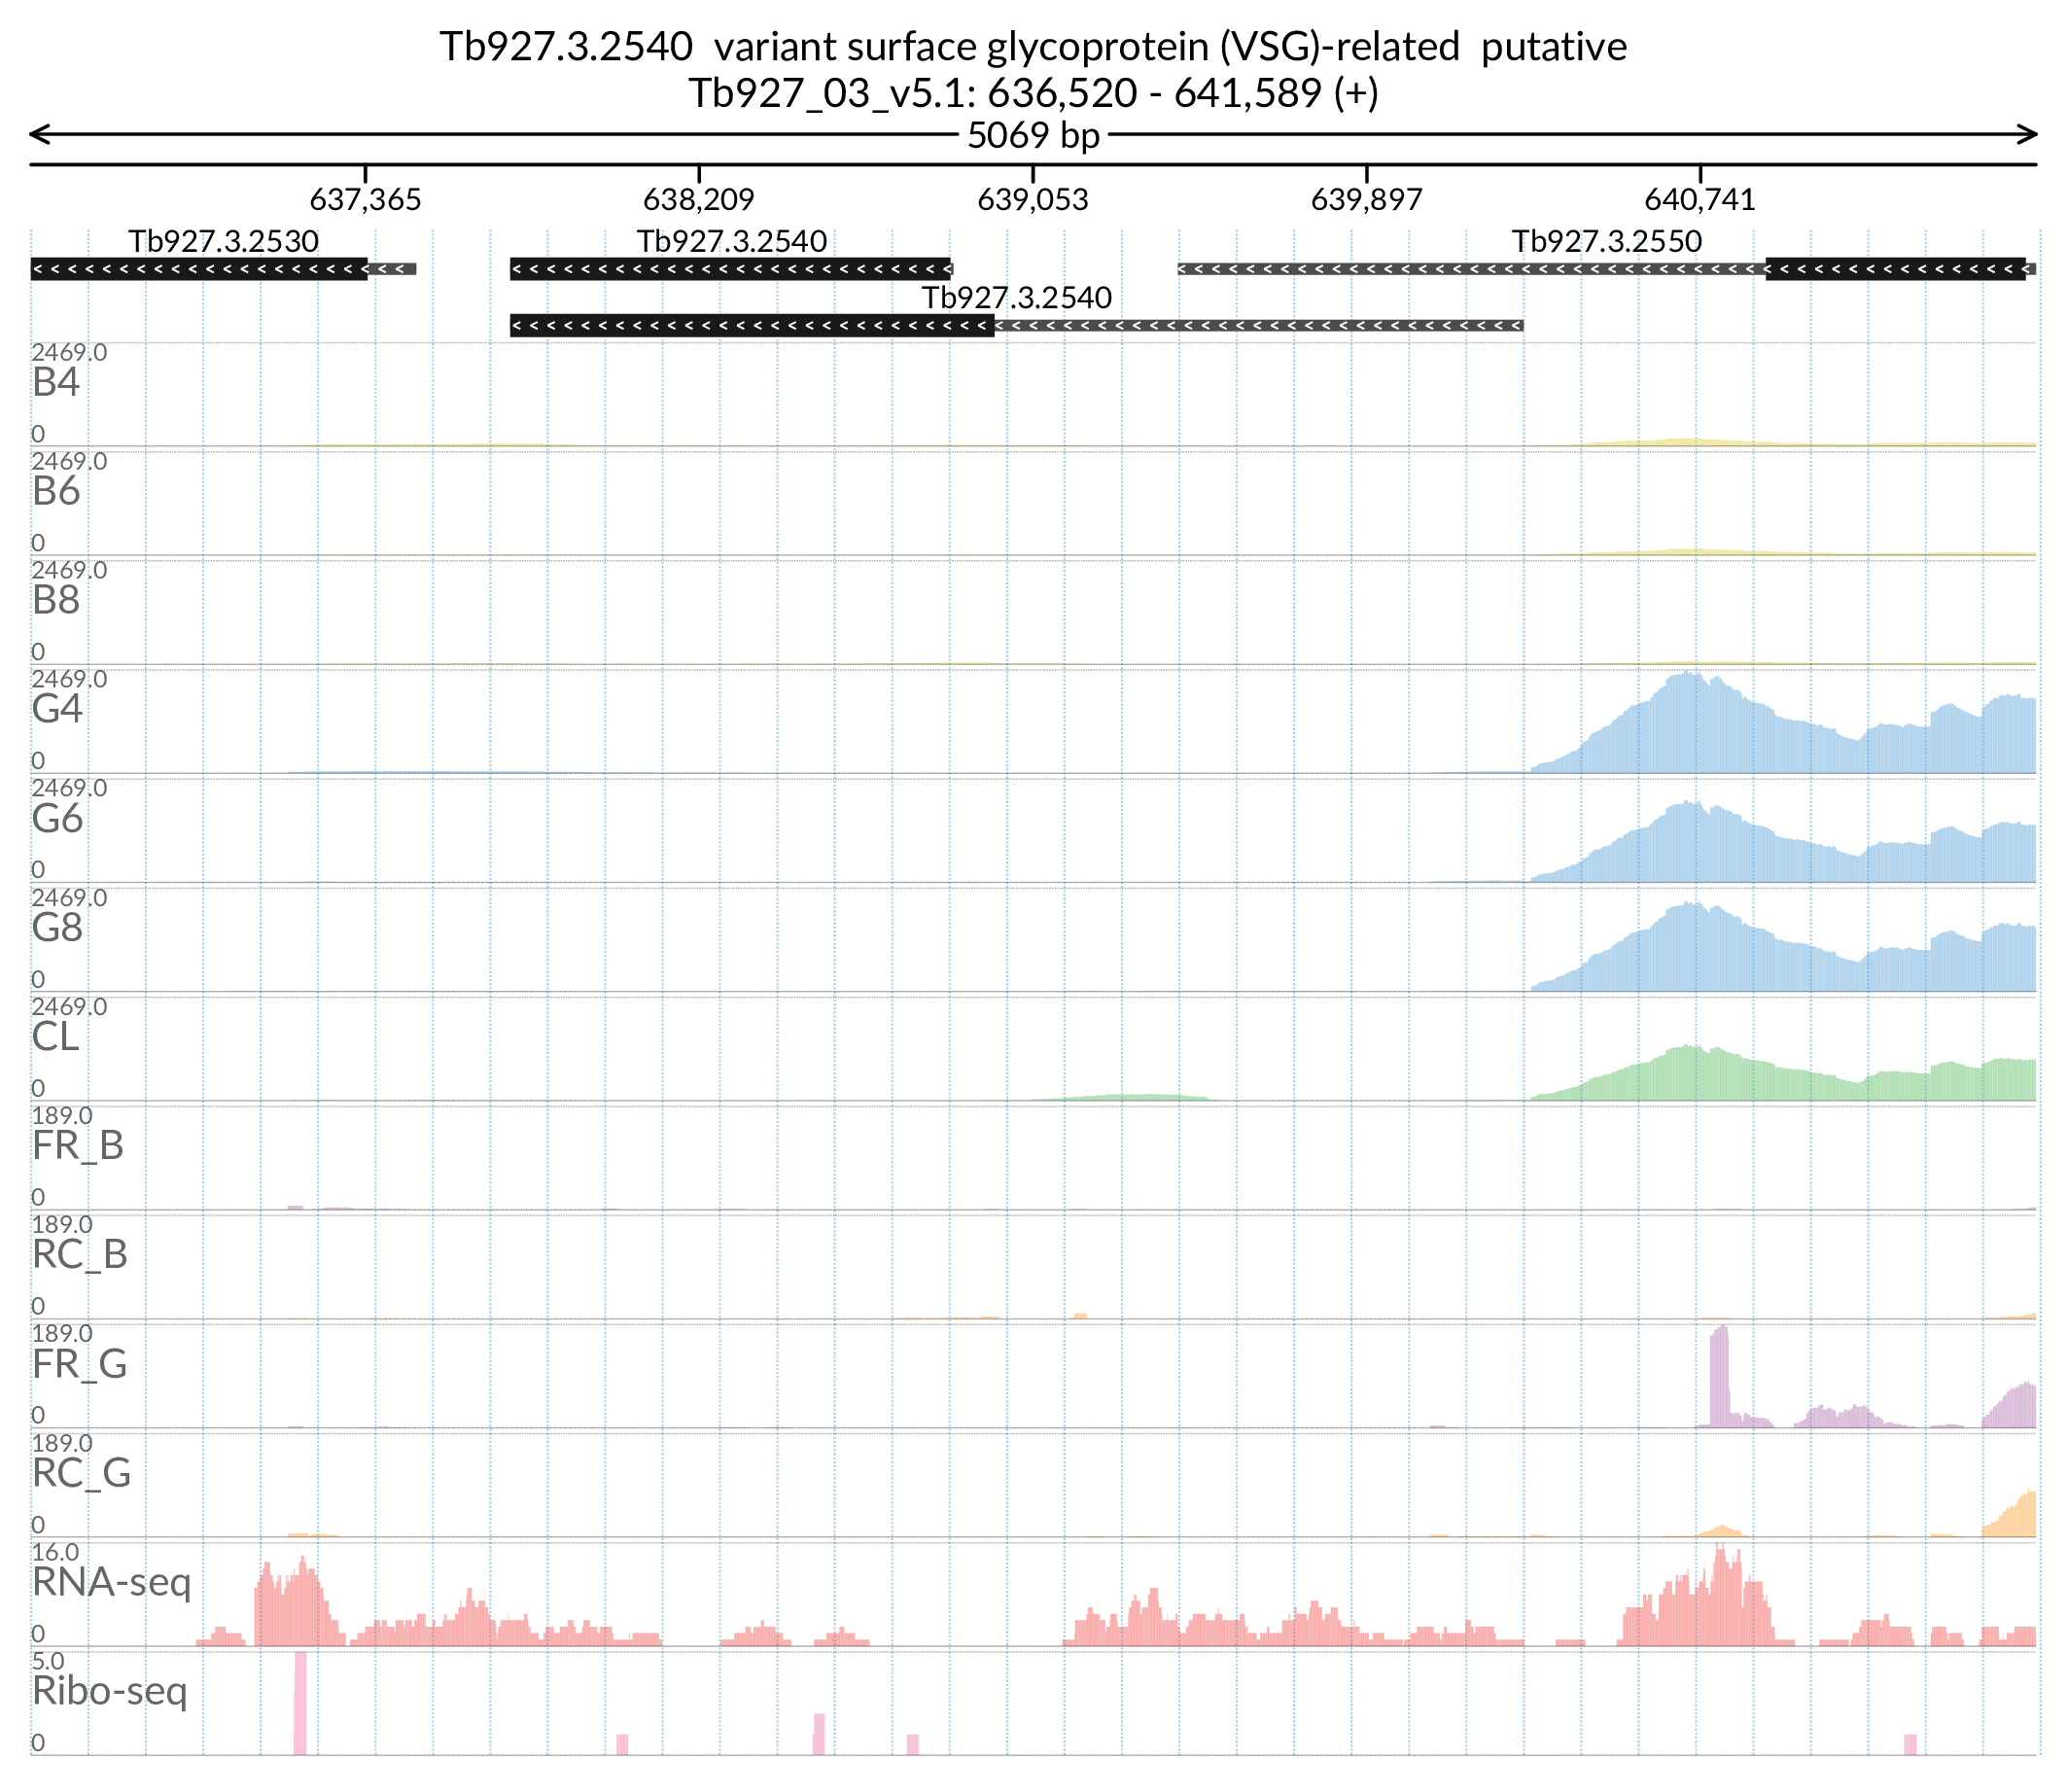 Tb927.3.2540  variant surface glycoprotein (VSG)-related  putative
Tb927_03_v5.1: 636,520 - 641,589 (+)
5069 bp
637,365 638,209 639,053 639,897 640,741
Tb927.3.2530 Tb927.3.2540 Tb927.3.2550
Tb927.3.2540
2469.0
B4
0
2469.0
B6
0
2469.0
B8
0
2469.0
G4
0
2469.0
G6
0
2469.0
G8
0
2469.0
CL
0
189.0
FR_B
0
189.0
RC_B
0
189.0
FR_G
0
189.0
RC_G
0
16.0
RNA-seq
0
5.0
Ribo-seq
0